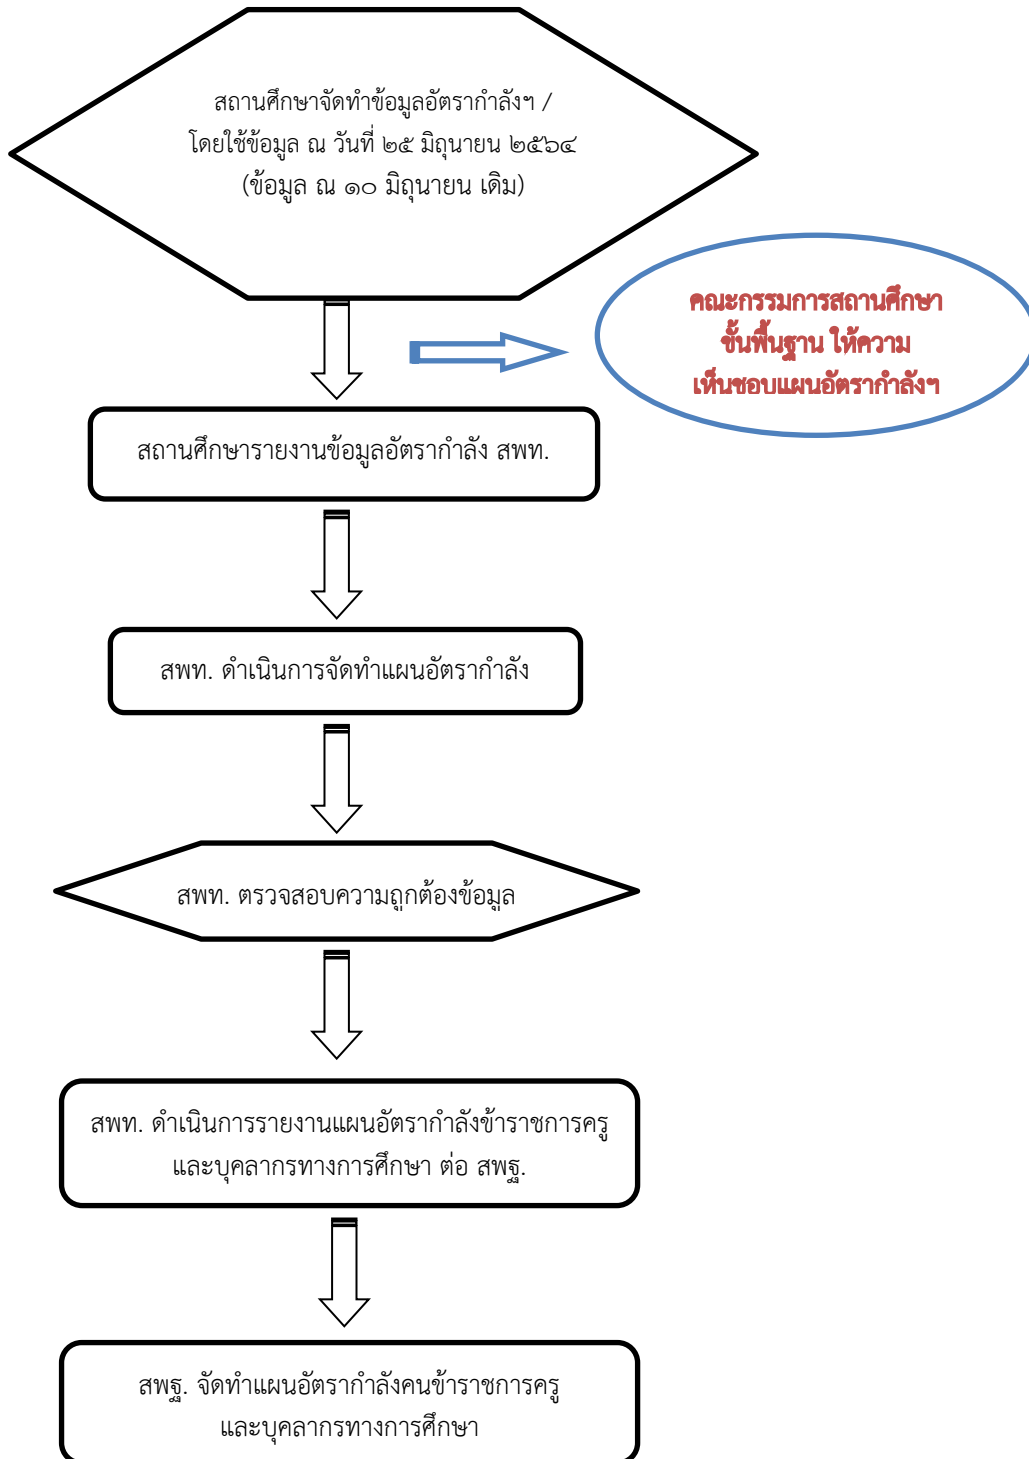 สถานศึกษาจัดทำข้อมูลอัตรากำลังฯ /
โดยใช้ข้อมูล ณ วันที่ ๒๕ มิถุนายน ๒๕๖๔
(ข้อมูล ณ ๑๐ มิถุนายน เดิม)
คณะกรรมการสถานศึกษา
ขั้นพื้นฐาน ให้ความ
เห็นชอบแผนอัตรากำลังฯ
สถานศึกษารายงานข้อมูลอัตรากำลัง สพท.
สพท. ดำเนินการจัดทำแผนอัตรากำลัง
สพท. ตรวจสอบความถูกต้องข้อมูล
สพท. ดำเนินการรายงานแผนอัตรากำลังข้าราชการครู
และบุคลากรทางการศึกษา ต่อ สพฐ.
สพฐ. จัดทำแผนอัตรากำลังคนข้าราชการครู
และบุคลากรทางการศึกษา